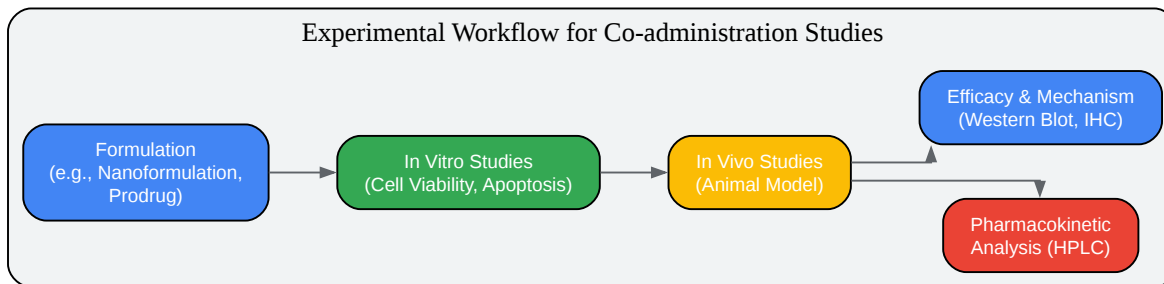 Experimental Workflow for Co-administration Studies
Formulation
(e.g., Nanoformulation,
Prodrug)
In Vitro Studies
(Cell Viability, Apoptosis)
In Vivo Studies
(Animal Model)
Efficacy & Mechanism
(Western Blot, IHC)
Pharmacokinetic
Analysis (HPLC)